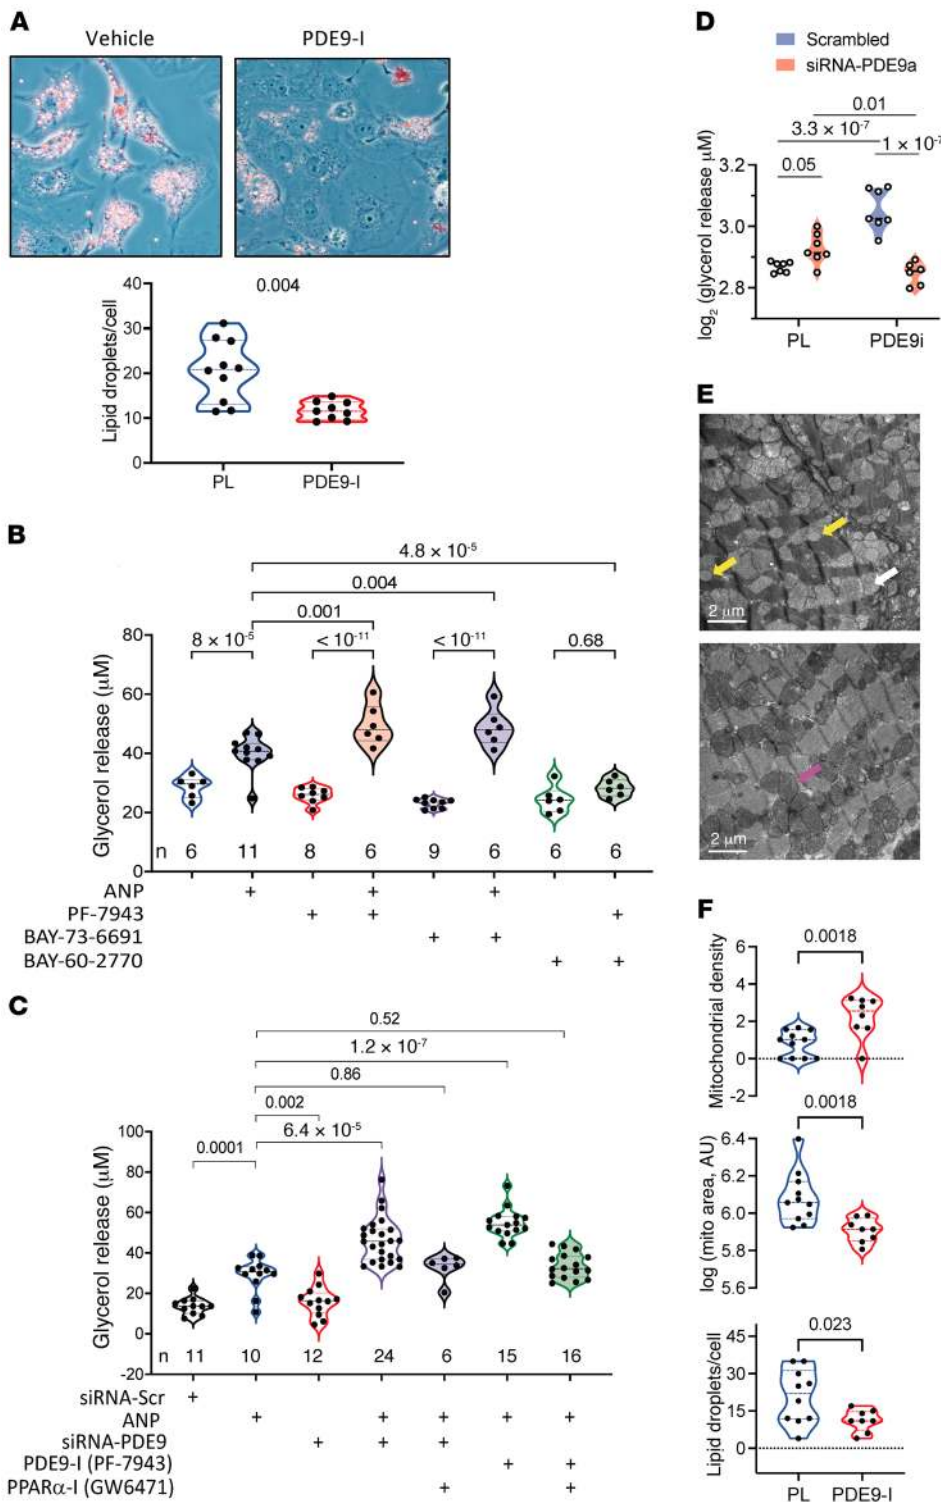 A
Vehicle
PDE9-I
Lipid droplets/cell
40
30
20
10
0
0.004
PL
PDE9-I
B
Glycerol release (μM)
80
60
40
20
0
8 × 10⁻⁵
0.001
0.004
4.8 × 10⁻⁵
< 10⁻¹¹
< 10⁻¹¹
0.68
n 6 11 8 6 9 6 6 6
ANP + + +
PF-7943 + + +
BAY-73-6691 + +
BAY-60-2770 + +
C
Glycerol release (μM)
100
80
60
40
20
0
-20
0.52
1.2 × 10⁻⁷
0.86
0.002
0.0001
6.4 × 10⁻⁵
n 11 10 12 24 6 15 16
siRNA-Scr +
ANP + + + + +
siRNA-PDE9 + + +
PDE9-I (PF-7943) + +
PPARα-I (GW6471) + +
D
Scrambled
siRNA-PDE9a
0.01
3.3 × 10⁻⁷
1 × 10⁻⁷
0.05
log₂ (glycerol release μM)
3.2
3.0
2.8
PL
PDE9i
E
2 μm
2 μm
F
Mitochondrial density
6
4
2
0
-2
0.0018
log (mito area, AU)
6.4
6.2
6.0
5.8
5.6
0.0018
Lipid droplets/cell
45
30
15
0
0.023
PL
PDE9-I